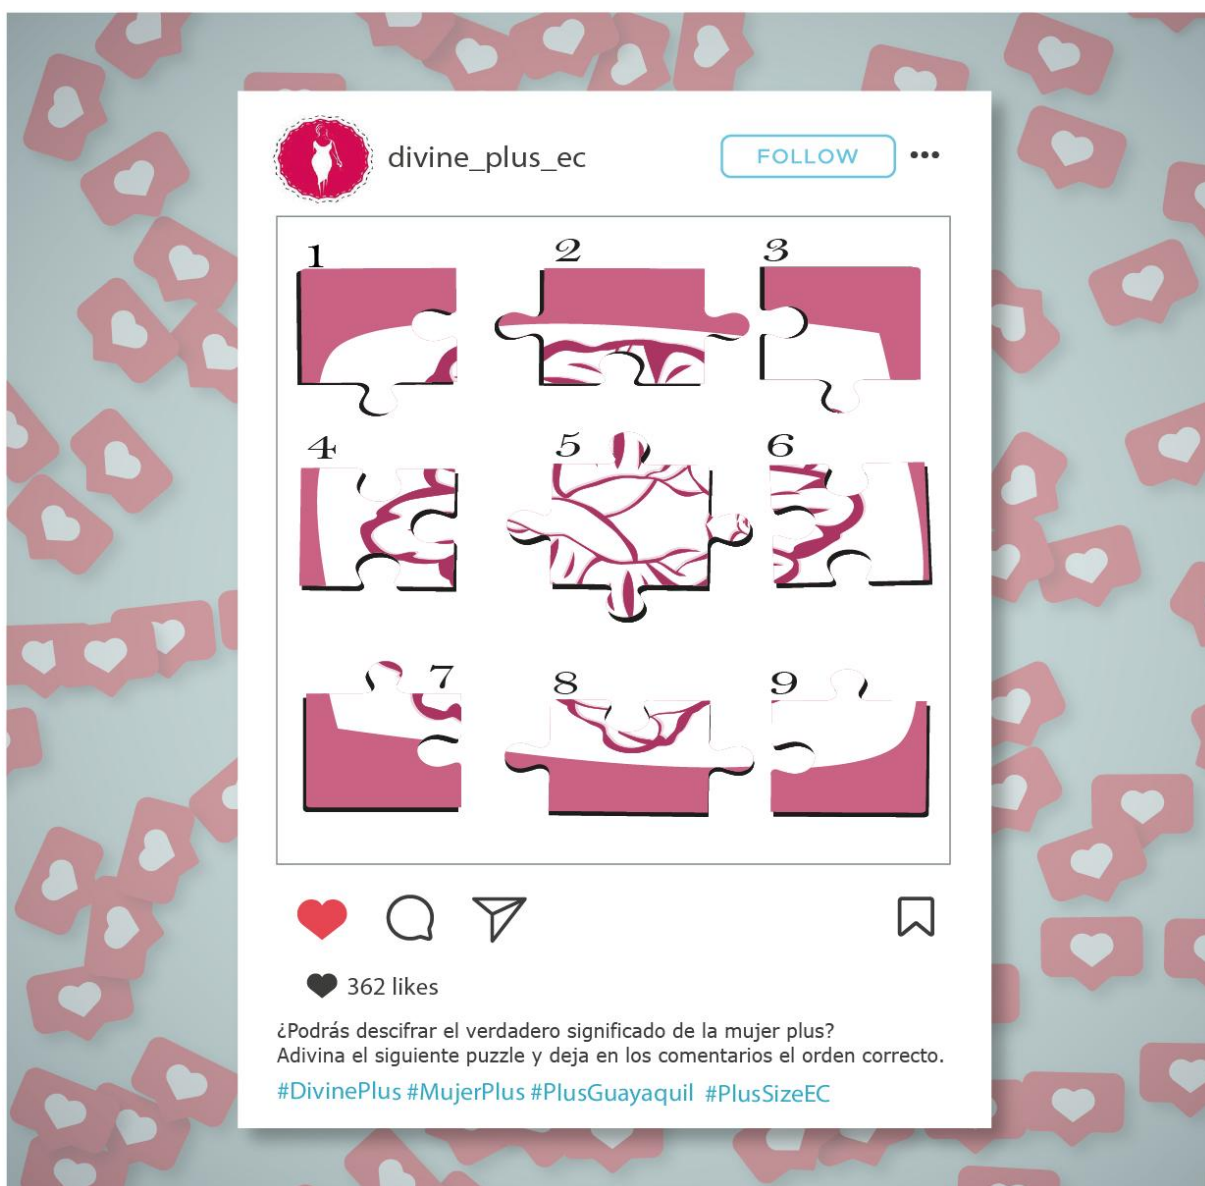 divine_plus_ec
FOLLOW
1
2
3
4
5
6
7
8
9
362 likes
¿Podrás descifrar el verdadero significado de la mujer plus?
Adivina el siguiente puzzle y deja en los comentarios el orden correcto.
#DivinePlus #MujerPlus #PlusGuayaquil #PlusSizeEC